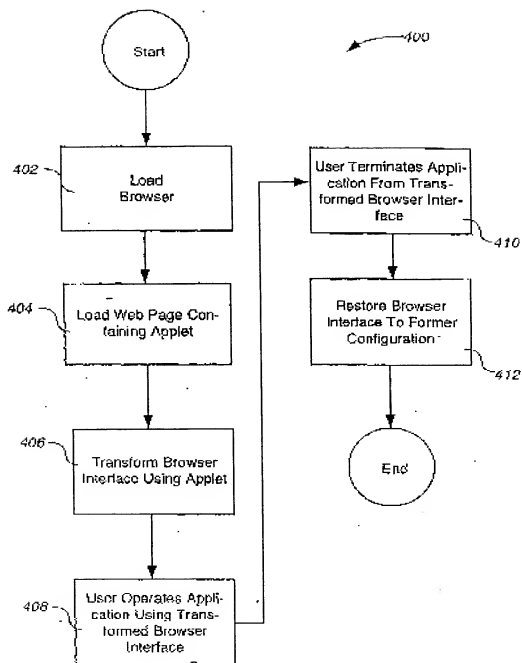 Start
400
402
Load
Browser
404
Load Web Page Con-
taining Applet
406
Transform Browser
Interface Using Applet
408
User Operates Appli-
cation Using Trans-
formed Browser
Interface
User Terminates Appli-
cation From Trans-
formed Browser Inter-
face
410
Restore Browser
Interface To Former
Configuration
412
End